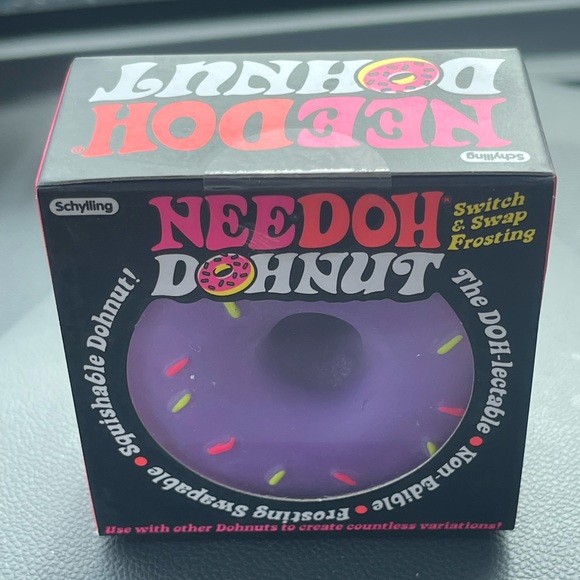 DOHNUT
NEEDOH®
Schylling
Schylling
NEEDOH®
DOHNUT
Switch
& Swap
Frosting
The DOH-lectable • Non-Edible • Frosting Swapable • Squishable Dohnut!
Use with other Dohnuts to create countless variations!